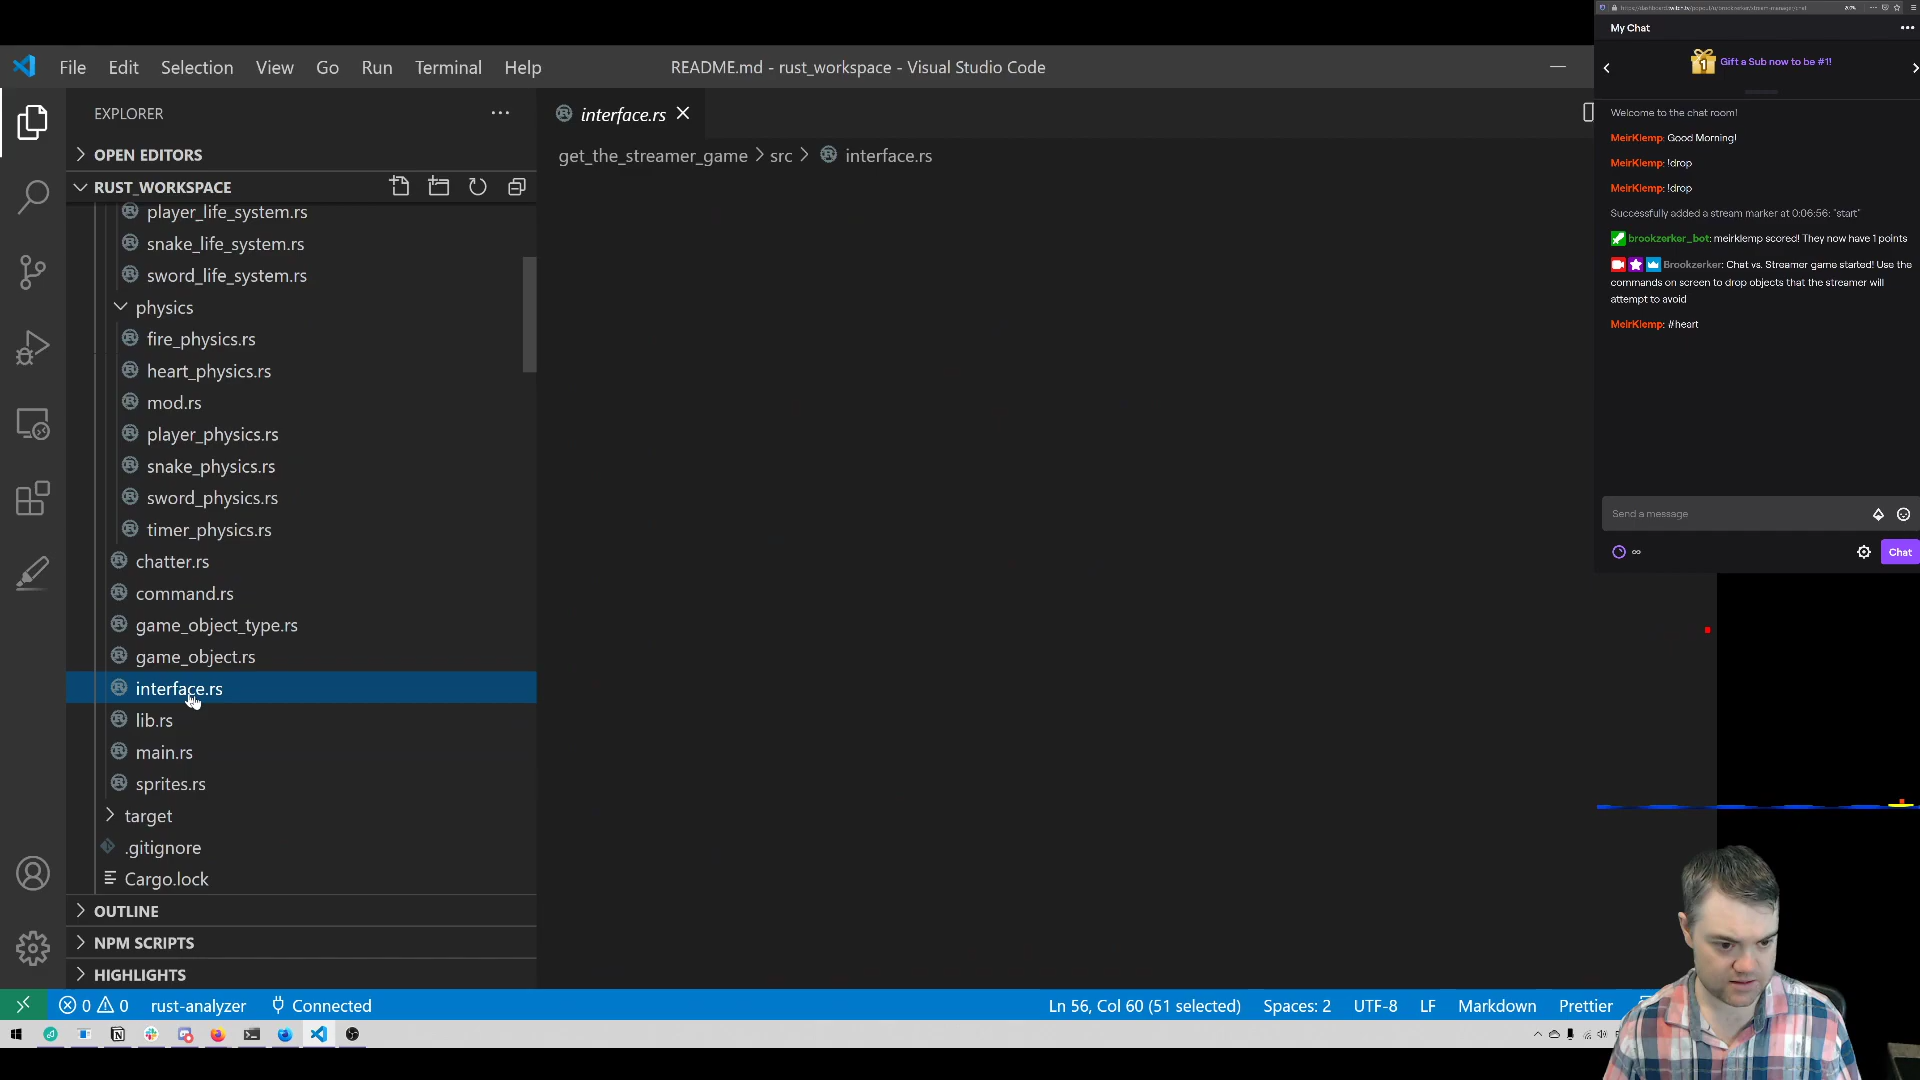 File Edit Selection View Go Run Terminal Help
README.md - rust_workspace - Visual Studio Code
EXPLORER
OPEN EDITORS
RUST_WORKSPACE
player_life_system.rs
snake_life_system.rs
sword_life_system.rs
physics
fire_physics.rs
heart_physics.rs
mod.rs
player_physics.rs
snake_physics.rs
sword_physics.rs
timer_physics.rs
chatter.rs
command.rs
game_object_type.rs
game_object.rs
interface.rs
lib.rs
main.rs
sprites.rs
target
.gitignore
Cargo.lock
OUTLINE
NPM SCRIPTS
HIGHLIGHTS
interface.rs
get_the_streamer_game > src > interface.rs
0 0 rust-analyzer Connected
Ln 56, Col 60 (51 selected) Spaces: 2 UTF-8 LF Markdown Prettier
My Chat
1 Gift a Sub now to be #1!
Welcome to the chat room!
MeirKlemp: Good Morning!
MeirKlemp: !drop
MeirKlemp: !drop
Successfully added a stream marker at 0:06:56: "start"
brookzerker_bot: meirklemp scored! They now have 1 points
Brookzerker: Chat vs. Streamer game started! Use the
commands on screen to drop objects that the streamer will
attempt to avoid
MeirKlemp: #heart
Send a message
∞
Chat